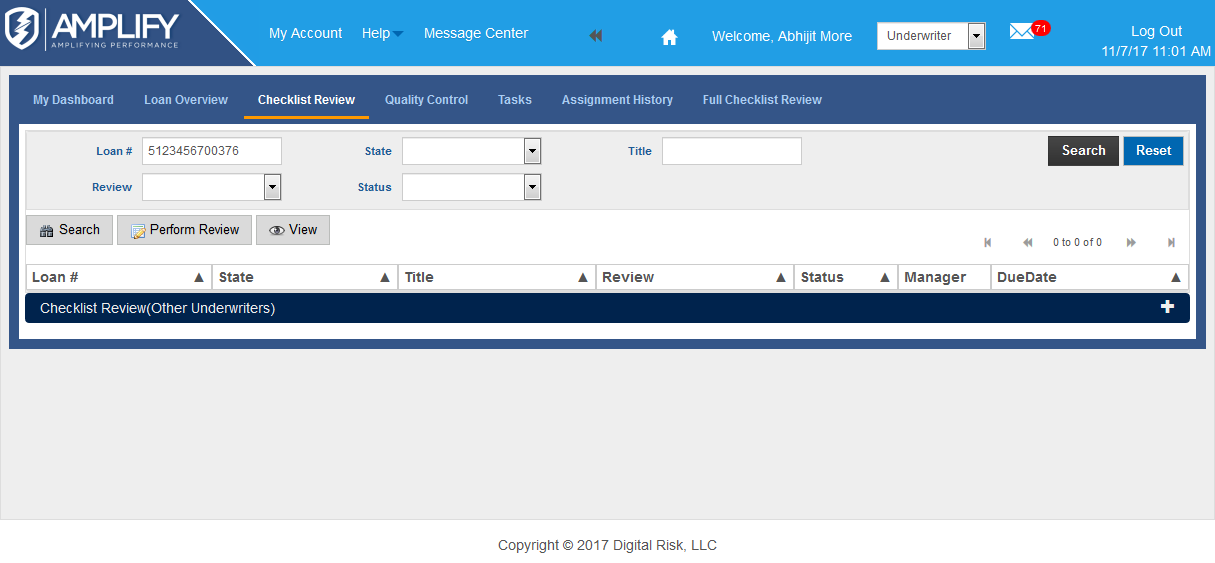 AMPLIFY
AMPLIFYING PERFORMANCE
My Account Help Message Center Welcome, Abhijit More Underwriter 71 Log Out
11/7/17 11:01 AM
My Dashboard Loan Overview Checklist Review Quality Control Tasks Assignment History Full Checklist Review
Loan # 5123456700376 State Title Search Reset
Review Status
Search Perform Review View
0 to 0 of 0
Loan # State Title Review Status Manager DueDate
Checklist Review(Other Underwriters)
Copyright © 2017 Digital Risk, LLC